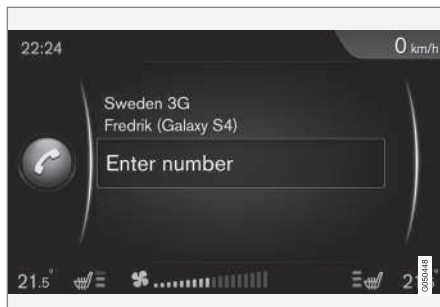 22:24
0 km/h
Sweden 3G
Fredrik (Galaxy S4)
Enter number
21.5°
G050448